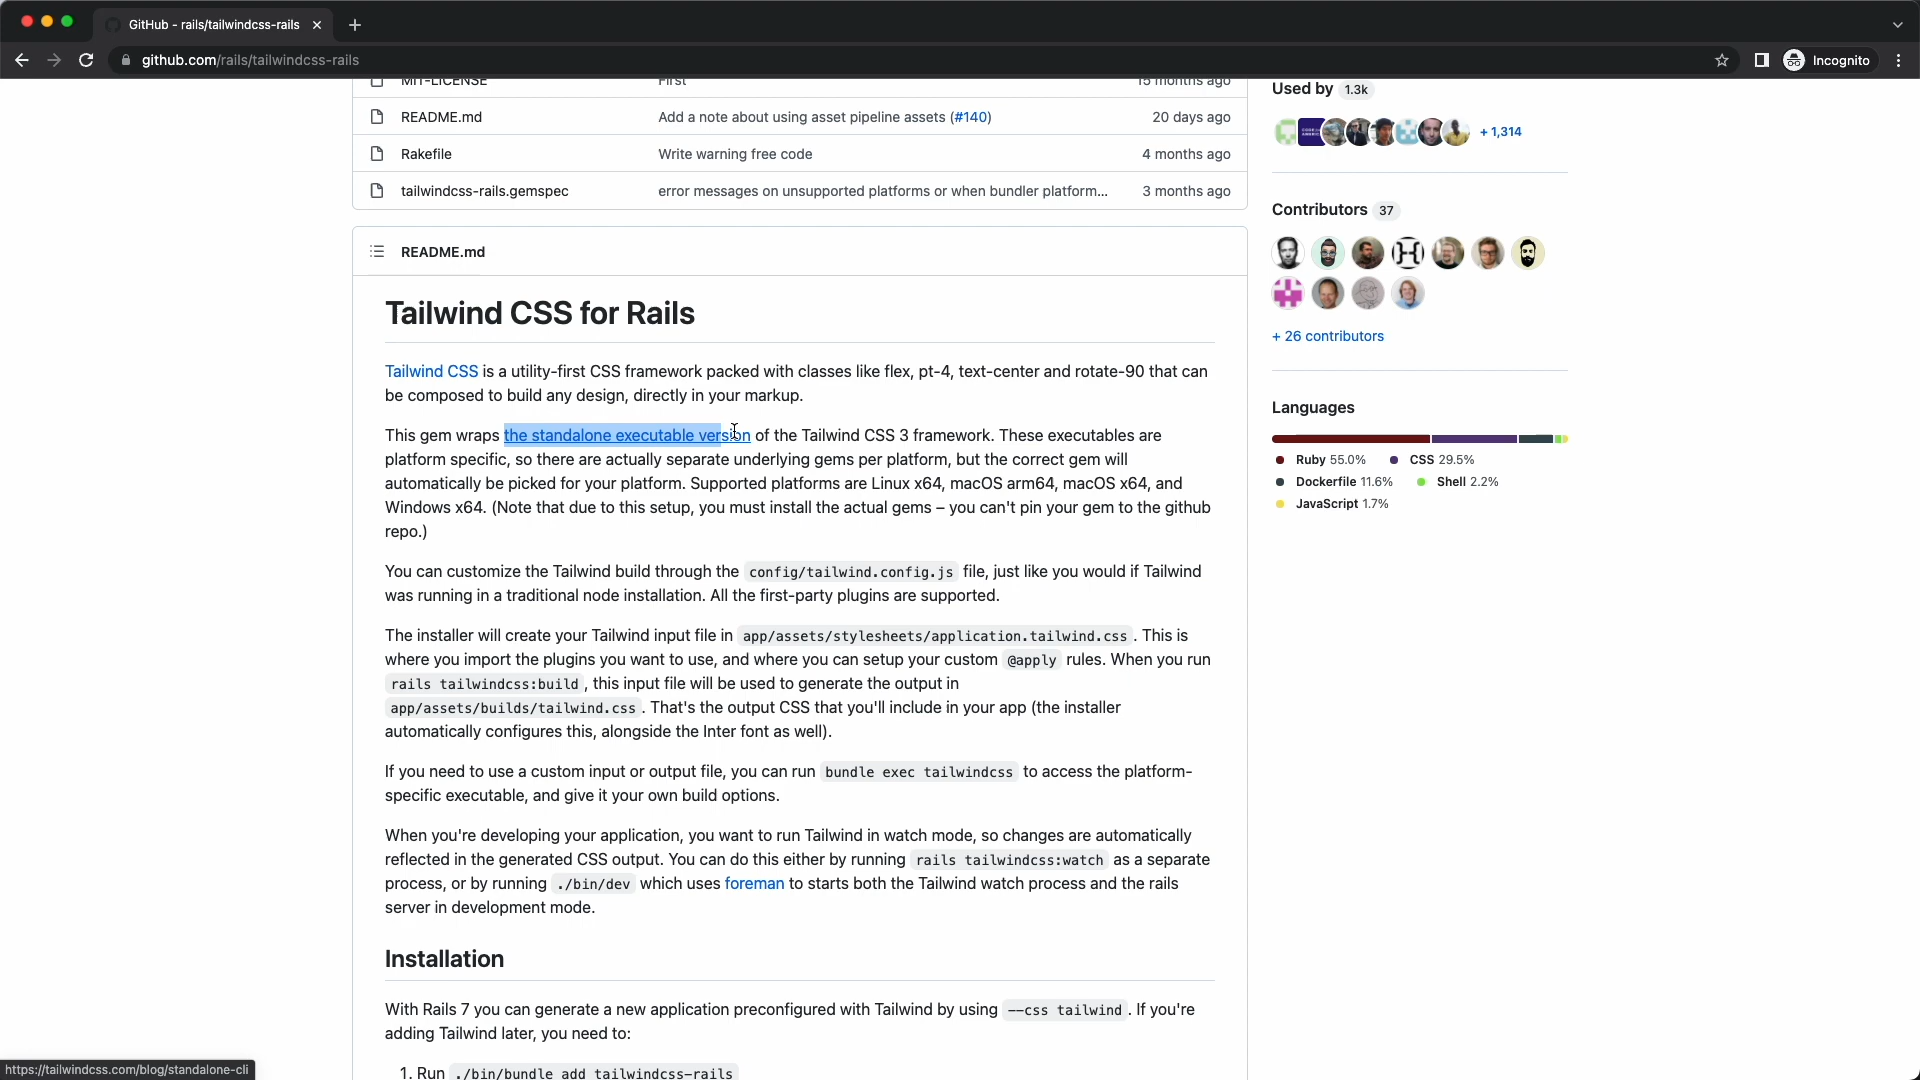 GitHub - rails/tailwindcss-rails
github.com/rails/tailwindcss-rails
Incognito
MIT-LICENSE First 15 months ago
README.md Add a note about using asset pipeline assets (#140) 20 days ago
Rakefile Write warning free code 4 months ago
tailwindcss-rails.gemspec error messages on unsupported platforms or when bundler platform... 3 months ago
README.md
Tailwind CSS for Rails
Tailwind CSS is a utility-first CSS framework packed with classes like flex, pt-4, text-center and rotate-90 that can
be composed to build any design, directly in your markup.
This gem wraps the standalone executable version of the Tailwind CSS 3 framework. These executables are
platform specific, so there are actually separate underlying gems per platform, but the correct gem will
automatically be picked for your platform. Supported platforms are Linux x64, macOS arm64, macOS x64, and
Windows x64. (Note that due to this setup, you must install the actual gems – you can't pin your gem to the github
repo.)
You can customize the Tailwind build through the config/tailwind.config.js file, just like you would if Tailwind
was running in a traditional node installation. All the first-party plugins are supported.
The installer will create your Tailwind input file in app/assets/stylesheets/application.tailwind.css . This is
where you import the plugins you want to use, and where you can setup your custom @apply rules. When you run
rails tailwindcss:build , this input file will be used to generate the output in
app/assets/builds/tailwind.css . That's the output CSS that you'll include in your app (the installer
automatically configures this, alongside the Inter font as well).
If you need to use a custom input or output file, you can run bundle exec tailwindcss to access the platform-
specific executable, and give it your own build options.
When you're developing your application, you want to run Tailwind in watch mode, so changes are automatically
reflected in the generated CSS output. You can do this either by running rails tailwindcss:watch as a separate
process, or by running ./bin/dev which uses foreman to starts both the Tailwind watch process and the rails
server in development mode.
Installation
With Rails 7 you can generate a new application preconfigured with Tailwind by using --css tailwind . If you're
adding Tailwind later, you need to:
1. Run ./bin/bundle add tailwindcss-rails
Used by 1.3k
+ 1,314
Contributors 37
+ 26 contributors
Languages
Ruby 55.0% CSS 29.5%
Dockerfile 11.6% Shell 2.2%
JavaScript 1.7%
https://tailwindcss.com/blog/standalone-cli